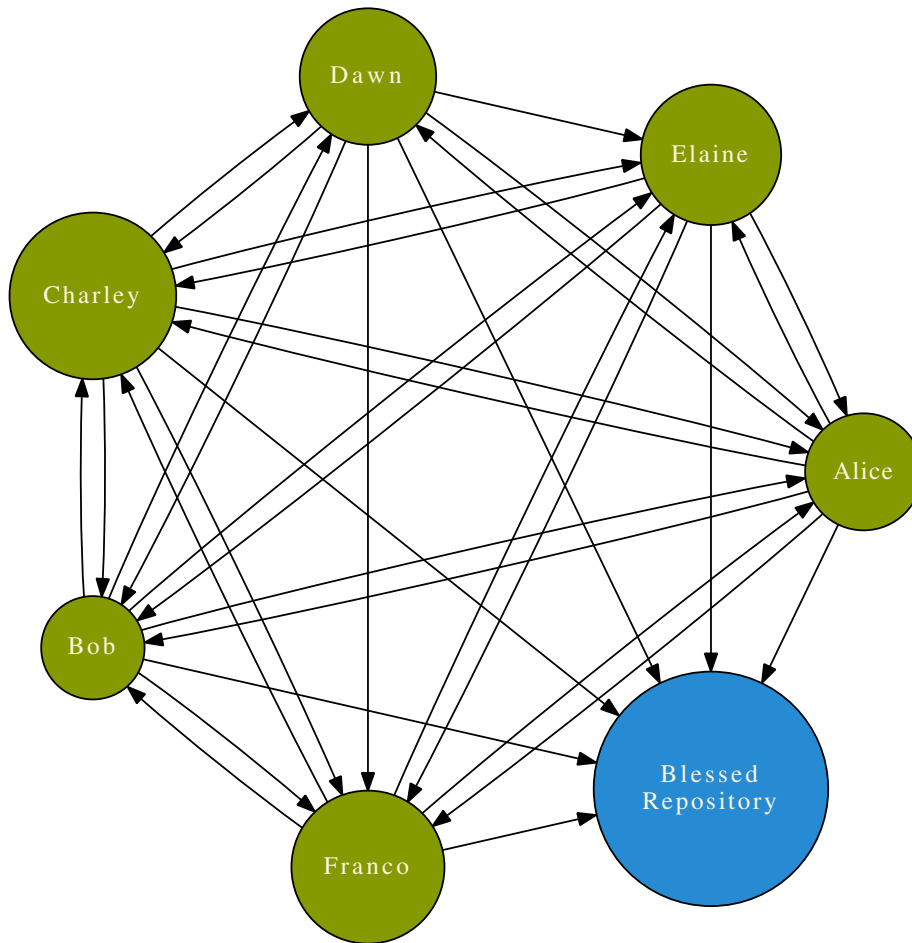 Dawn
Elaine
Charley
Alice
Bob
Blessed
Repository
Franco